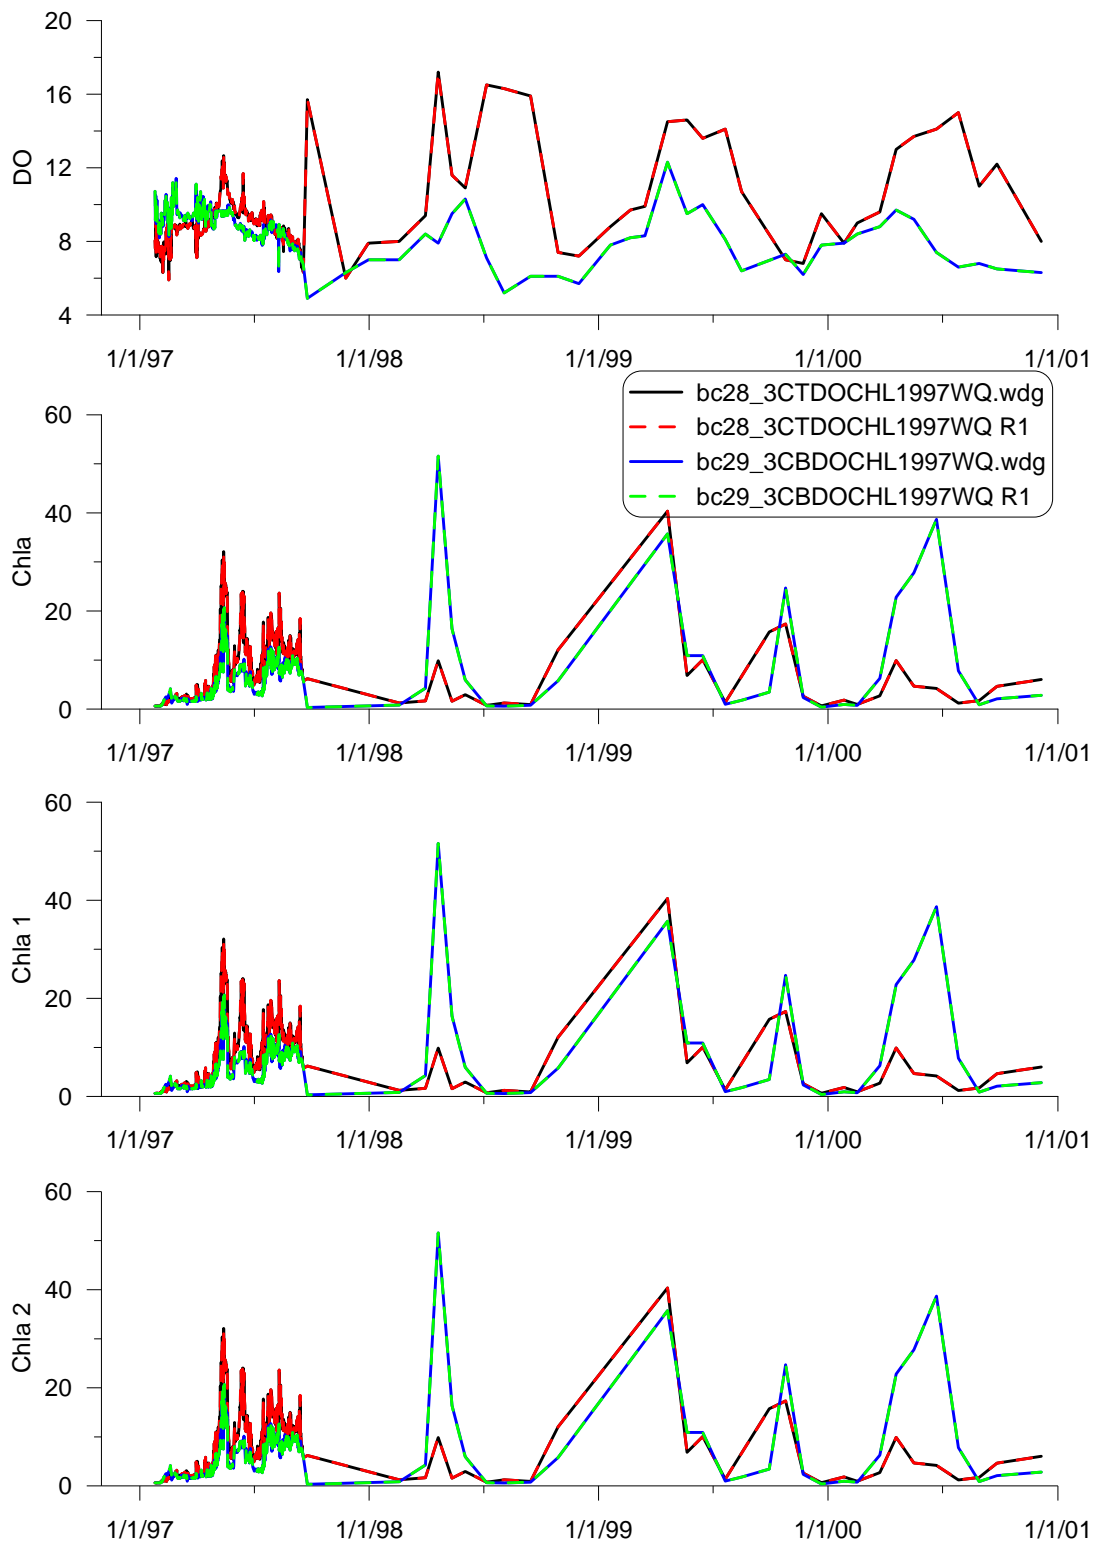 20
16
12
8
4
DO
1/1/97 1/1/98 1/1/99 1/1/00 1/1/01
bc28_3CTDOCHL1997WQ.wdg
bc28_3CTDOCHL1997WQ R1
bc29_3CBDOCHL1997WQ.wdg
bc29_3CBDOCHL1997WQ R1
60
40
20
0
Chla
1/1/97 1/1/98 1/1/99 1/1/00 1/1/01
60
40
20
0
Chla 1
1/1/97 1/1/98 1/1/99 1/1/00 1/1/01
60
40
20
0
Chla 2
1/1/97 1/1/98 1/1/99 1/1/00 1/1/01